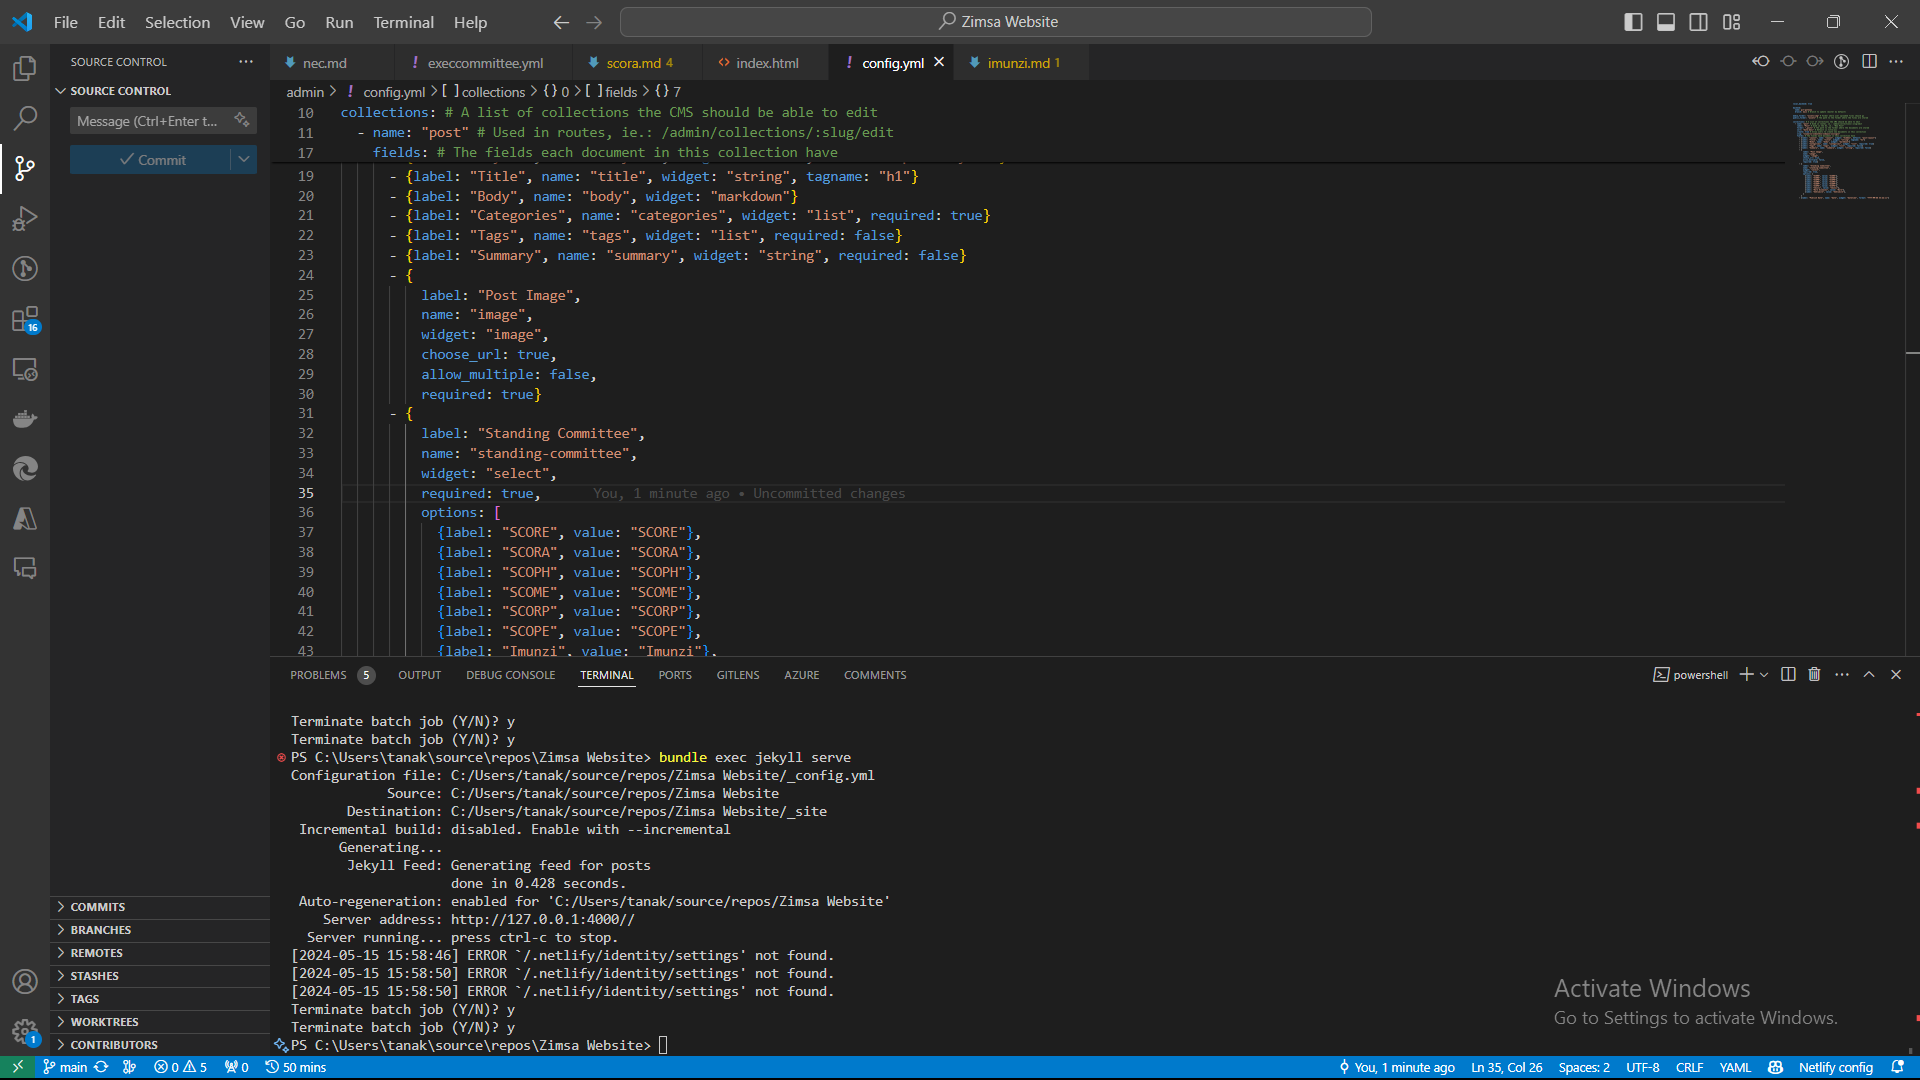 File Edit Selection View Go Run Terminal Help
Zimsa Website
SOURCE CONTROL
nec.md
execcommittee.yml
scora.md 4
index.html
config.yml
imunzi.md 1
SOURCE CONTROL
Message (Ctrl+Enter t...
Commit
admin > config.yml > [ ] collections > { } 0 > [ ] fields > { } 7
10 collections: # A list of collections the CMS should be able to edit
11 - name: "post" # Used in routes, ie.: /admin/collections/:slug/edit
17 fields: # The fields each document in this collection have
19 - {label: "Title", name: "title", widget: "string", tagname: "h1"}
20 - {label: "Body", name: "body", widget: "markdown"}
21 - {label: "Categories", name: "categories", widget: "list", required: true}
22 - {label: "Tags", name: "tags", widget: "list", required: false}
23 - {label: "Summary", name: "summary", widget: "string", required: false}
24 - {
25 label: "Post Image",
26 name: "image",
27 widget: "image",
28 choose_url: true,
29 allow_multiple: false,
30 required: true}
31 - {
32 label: "Standing Committee",
33 name: "standing-committee",
34 widget: "select",
35 required: true, You, 1 minute ago • Uncommitted changes
36 options: [
37 {label: "SCORE", value: "SCORE"},
38 {label: "SCORA", value: "SCORA"},
39 {label: "SCOPH", value: "SCOPH"},
40 {label: "SCOME", value: "SCOME"},
41 {label: "SCORP", value: "SCORP"},
42 {label: "SCOPE", value: "SCOPE"},
43 {label: "Imunzi", value: "Imunzi"},
16
PROBLEMS 5 OUTPUT DEBUG CONSOLE TERMINAL PORTS GITLENS AZURE COMMENTS
powershell
Terminate batch job (Y/N)? y
Terminate batch job (Y/N)? y
PS C:\Users\tanak\source\repos\Zimsa Website> bundle exec jekyll serve
Configuration file: C:/Users/tanak/source/repos/Zimsa Website/_config.yml
Source: C:/Users/tanak/source/repos/Zimsa Website
Destination: C:/Users/tanak/source/repos/Zimsa Website/_site
Incremental build: disabled. Enable with --incremental
Generating...
Jekyll Feed: Generating feed for posts
done in 0.428 seconds.
Auto-regeneration: enabled for 'C:/Users/tanak/source/repos/Zimsa Website'
Server address: http://127.0.0.1:4000//
Server running... press ctrl-c to stop.
[2024-05-15 15:58:46] ERROR `/.netlify/identity/settings' not found.
[2024-05-15 15:58:50] ERROR `/.netlify/identity/settings' not found.
[2024-05-15 15:58:50] ERROR `/.netlify/identity/settings' not found.
Terminate batch job (Y/N)? y
Terminate batch job (Y/N)? y
PS C:\Users\tanak\source\repos\Zimsa Website>
COMMITS
BRANCHES
REMOTES
STASHES
TAGS
WORKTREES
CONTRIBUTORS
1
Activate Windows
Go to Settings to activate Windows.
main 0 5 0 50 mins
You, 1 minute ago Ln 35, Col 26 Spaces: 2 UTF-8 CRLF YAML Netlify config